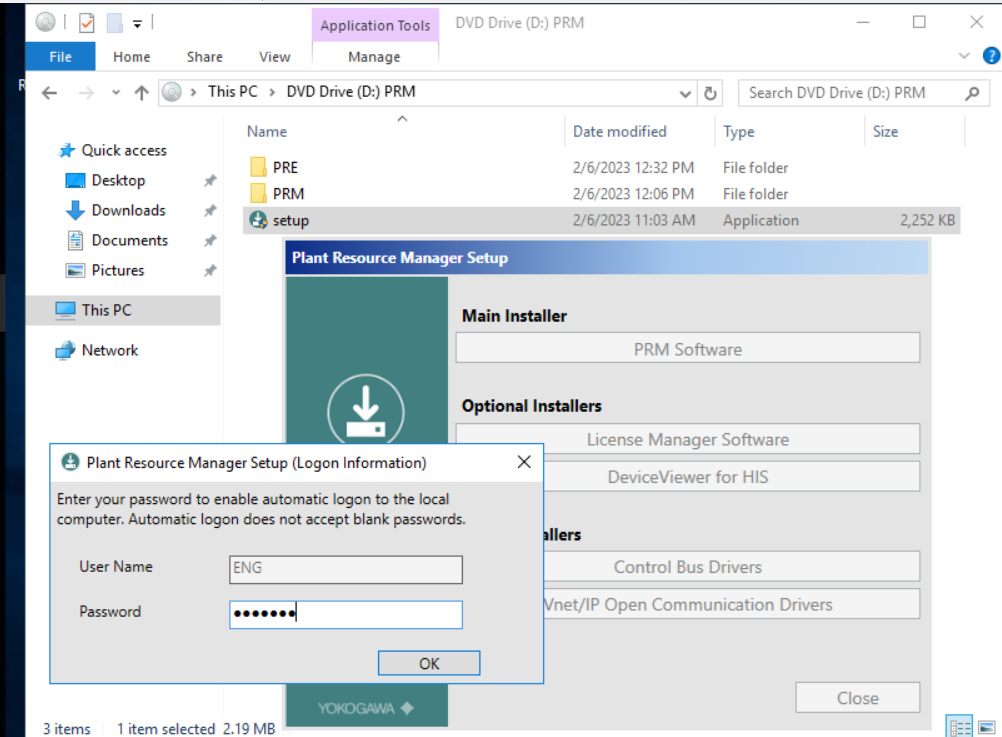 Application Tools
DVD Drive (D:) PRM
File Home Share View Manage
This PC > DVD Drive (D:) PRM
Search DVD Drive (D:) PRM
Name Date modified Type Size
Quick access
Desktop
Downloads
Documents
Pictures
This PC
Network
PRE 2/6/2023 12:32 PM File folder
PRM 2/6/2023 12:06 PM File folder
setup 2/6/2023 11:03 AM Application 2,252 KB
Plant Resource Manager Setup
Main Installer
PRM Software
Optional Installers
License Manager Software
DeviceViewer for HIS
allers
Control Bus Drivers
Vnet/IP Open Communication Drivers
Close
YOKOGAWA
Plant Resource Manager Setup (Logon Information)
Enter your password to enable automatic logon to the local
computer. Automatic logon does not accept blank passwords.
User Name ENG
Password •••••••
OK
3 items 1 item selected 2.19 MB